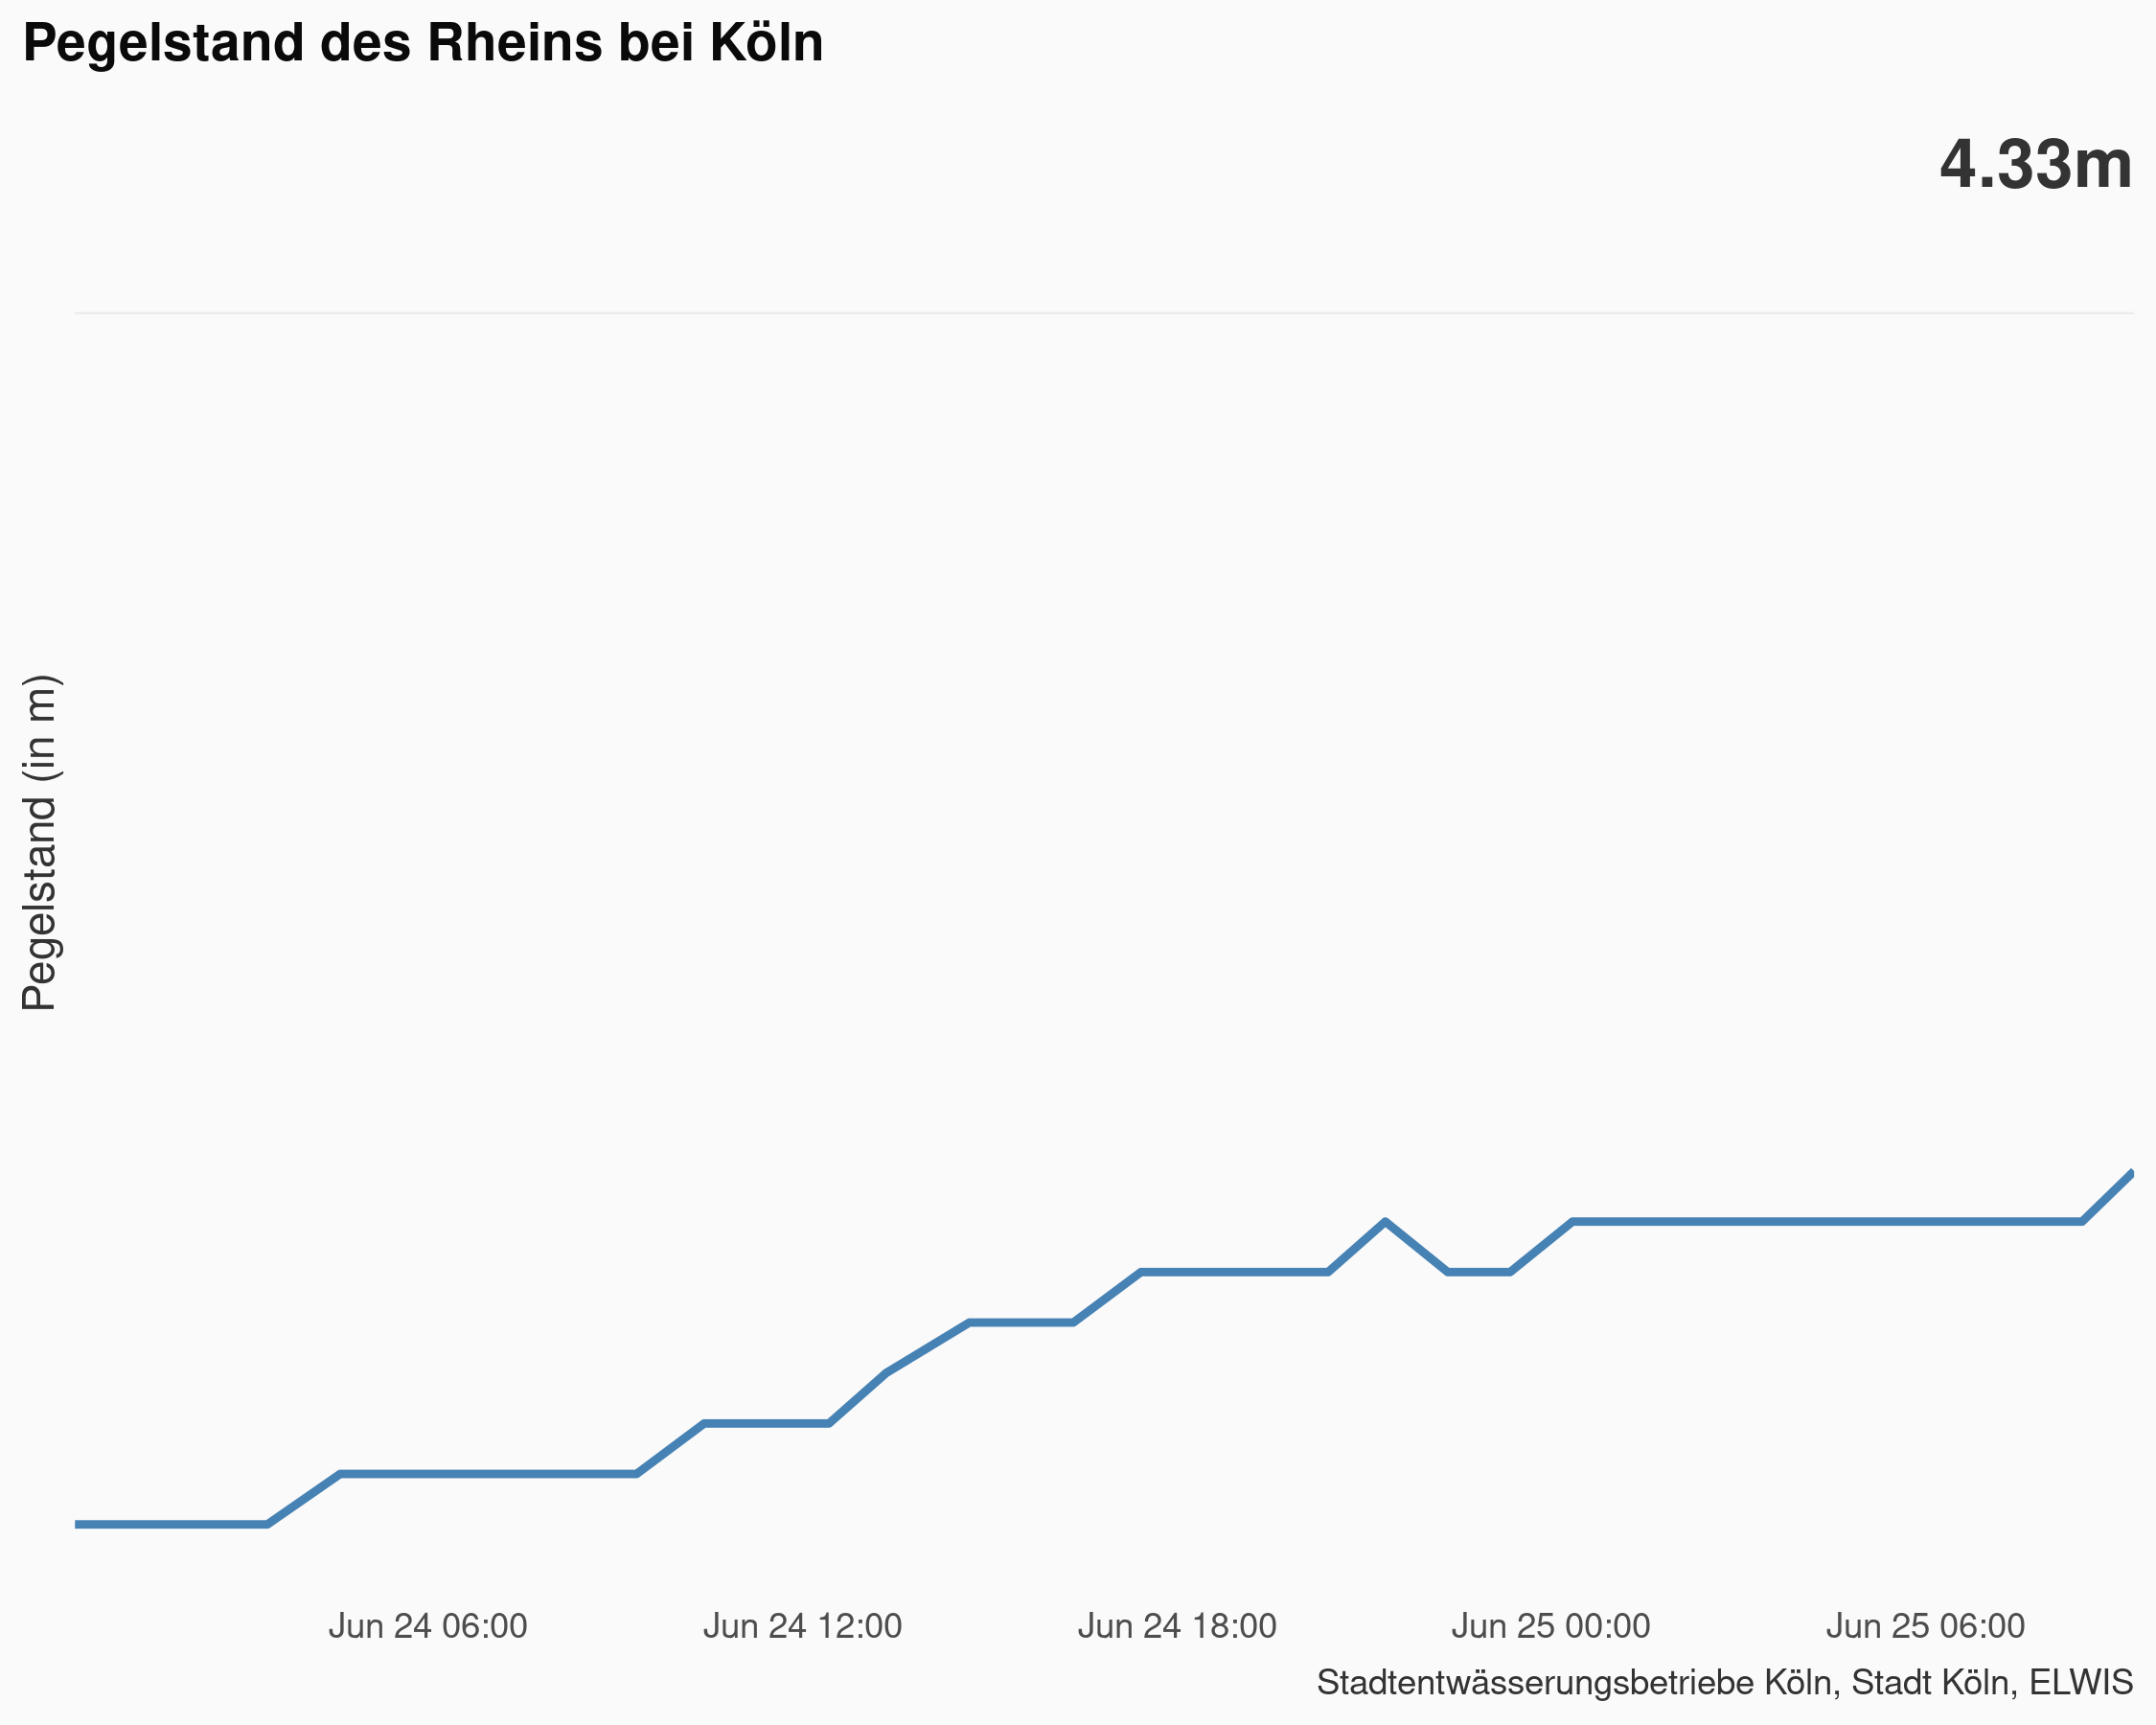 Pegelstand des Rheins bei Köln
4.33m
Pegelstand (in m)
Jun 24 06:00 Jun 24 12:00 Jun 24 18:00 Jun 25 00:00 Jun 25 06:00
Stadtentwässerungsbetriebe Köln, Stadt Köln, ELWIS